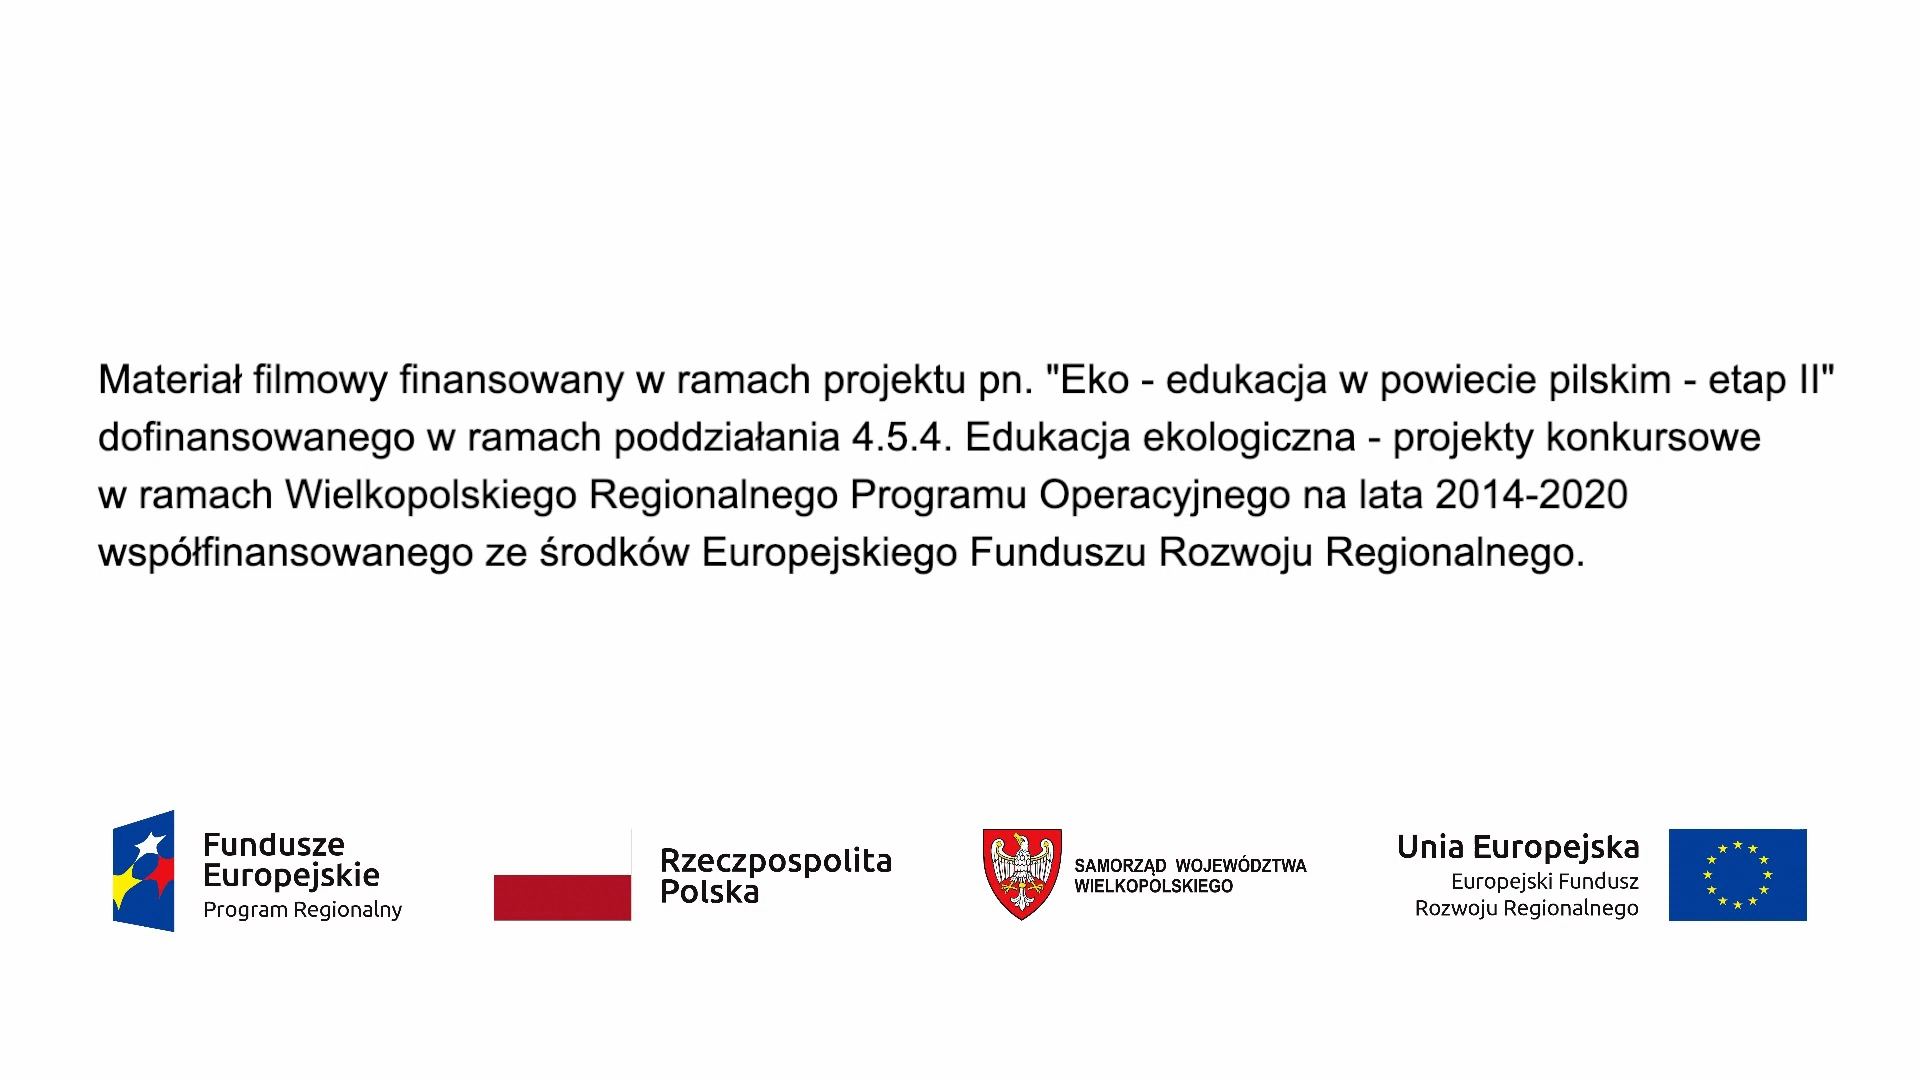 Materiał filmowy finansowany w ramach projektu pn. "Eko - edukacja w powiecie pilskim - etap II"
dofinansowanego w ramach poddziałania 4.5.4. Edukacja ekologiczna - projekty konkursowe
w ramach Wielkopolskiego Regionalnego Programu Operacyjnego na lata 2014-2020
współfinansowanego ze środków Europejskiego Funduszu Rozwoju Regionalnego.
Fundusze
Europejskie
Program Regionalny
Rzeczpospolita
Polska
SAMORZĄD WOJEWÓDZTWA
WIELKOPOLSKIEGO
Unia Europejska
Europejski Fundusz
Rozwoju Regionalnego